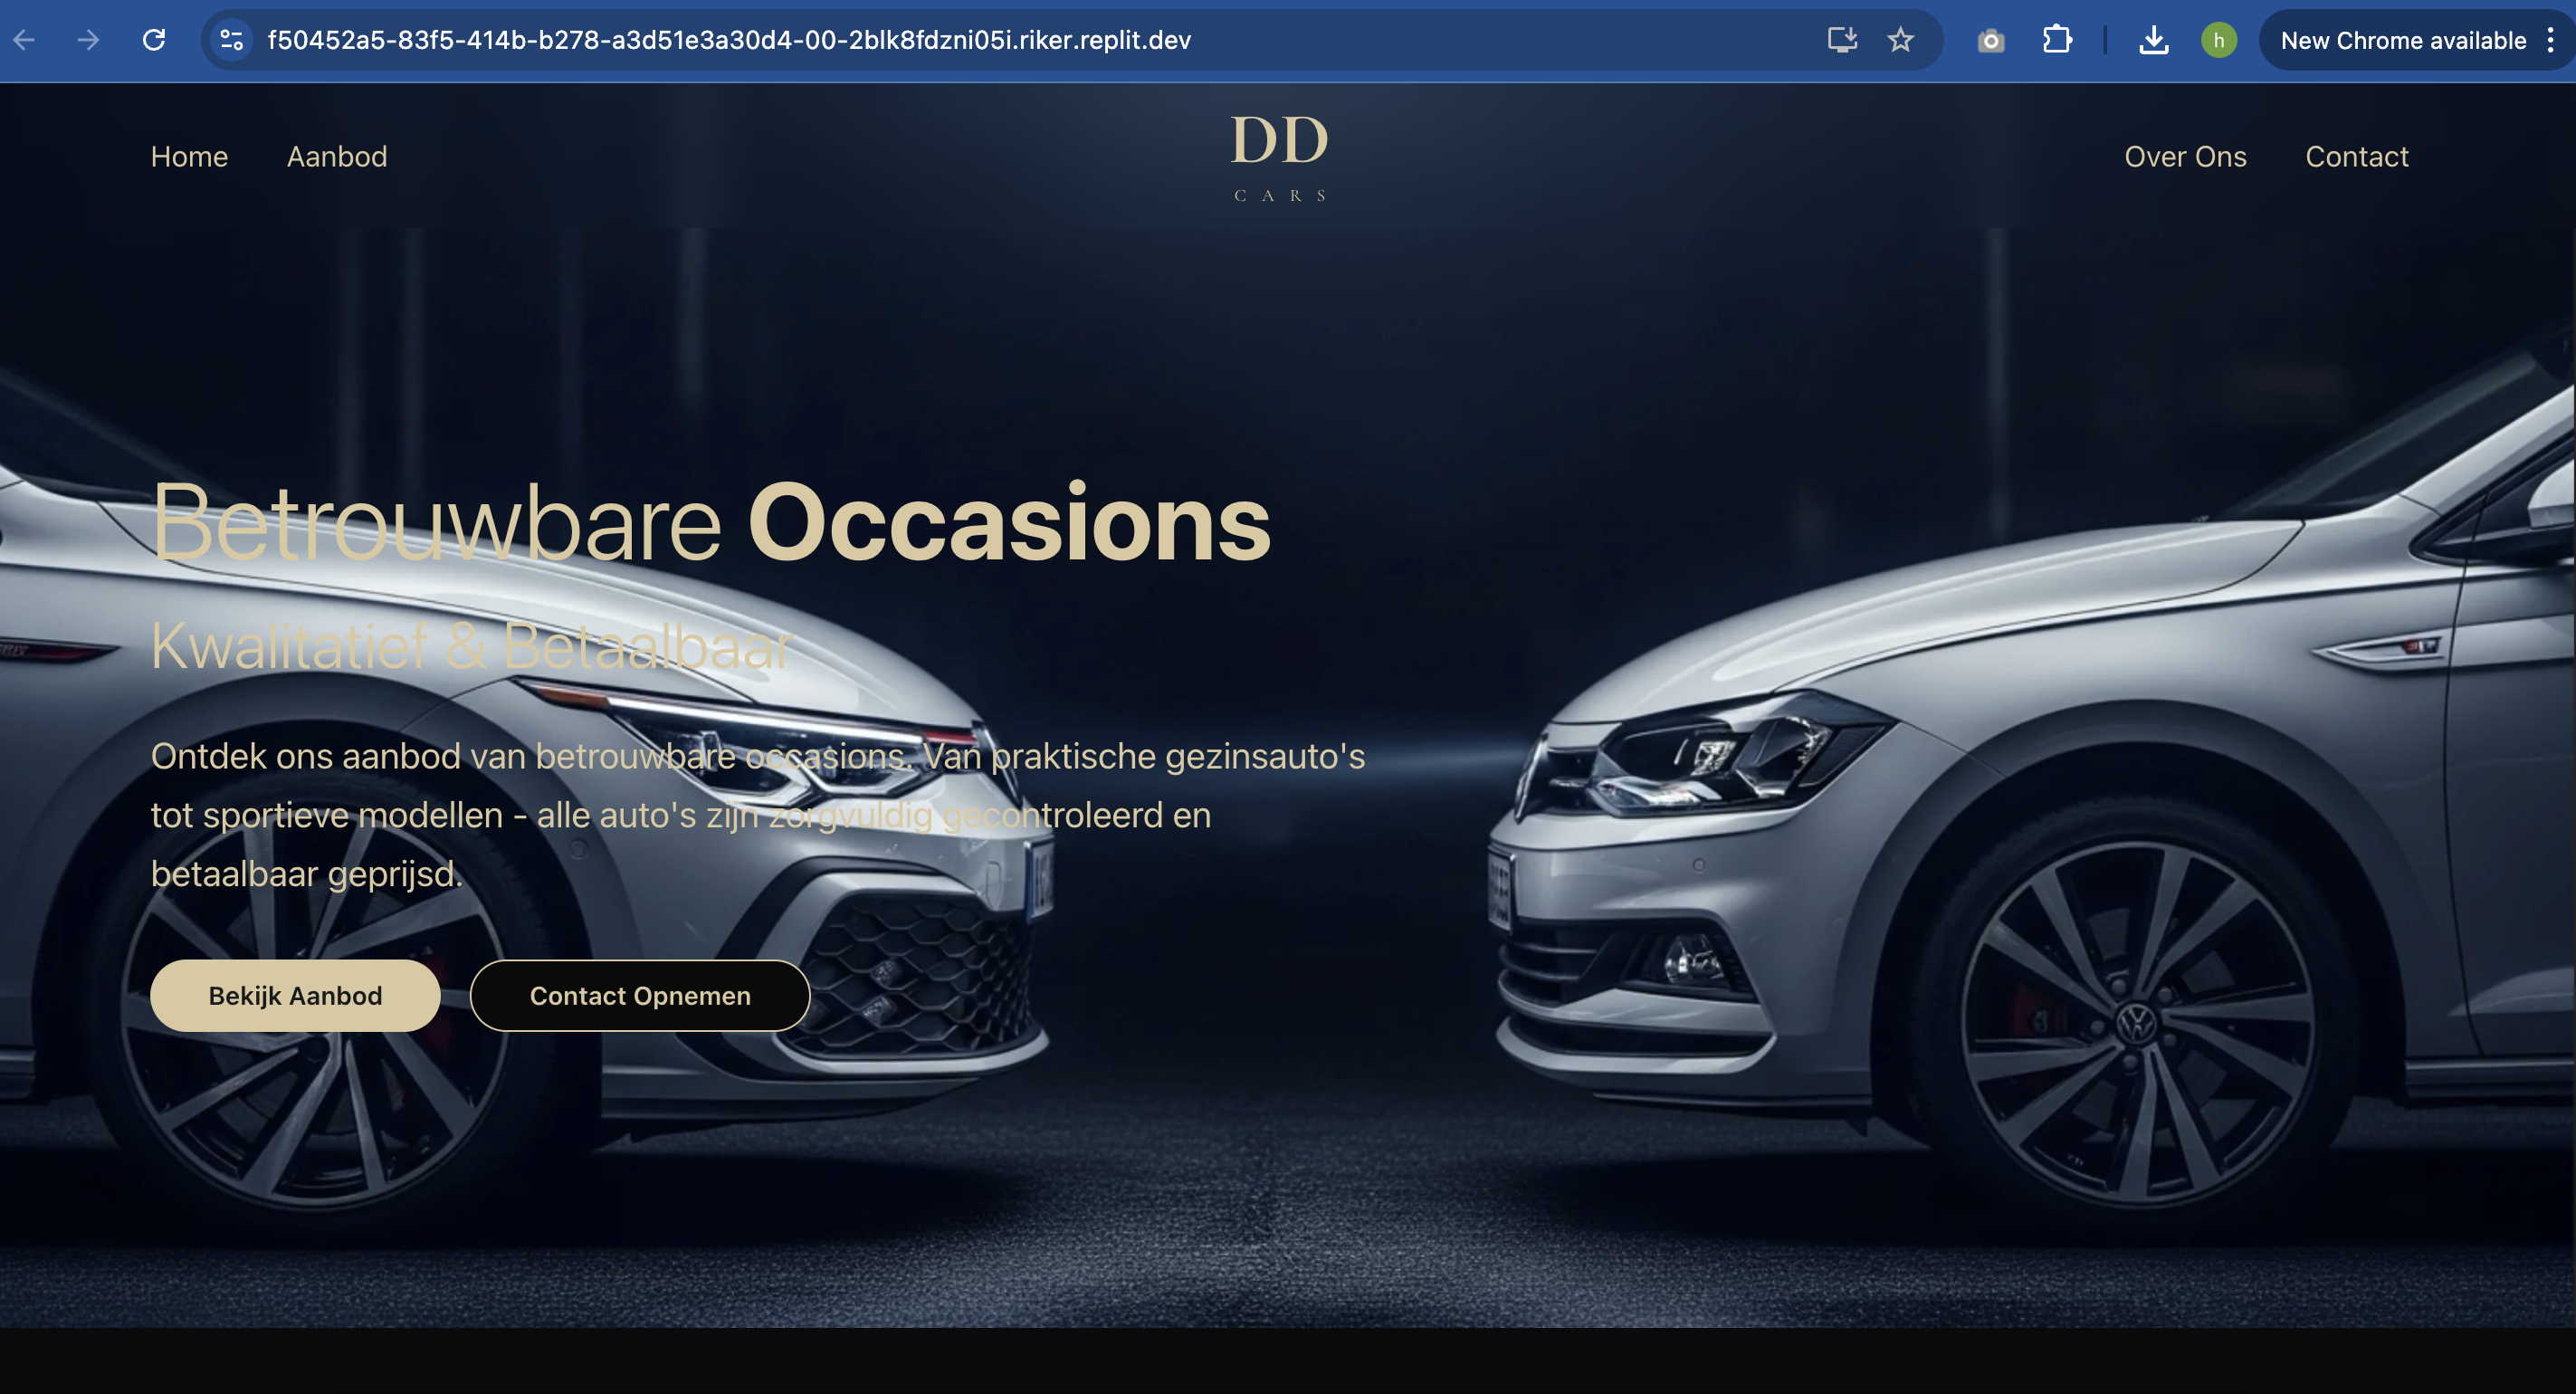 f50452a5-83f5-414b-b278-a3d51e3a30d4-00-2blk8fdzni05i.riker.replit.dev
h
New Chrome available
Home
Aanbod
DD
CARS
Over Ons
Contact
Betrouwbare Occasions
Kwalitatief & Betaalbaar
Ontdek ons aanbod van betrouwbare occasions. Van praktische gezinsauto's
tot sportieve modellen - alle auto's zijn zorgvuldig gecontroleerd en
betaalbaar geprijsd.
Bekijk Aanbod
Contact Opnemen